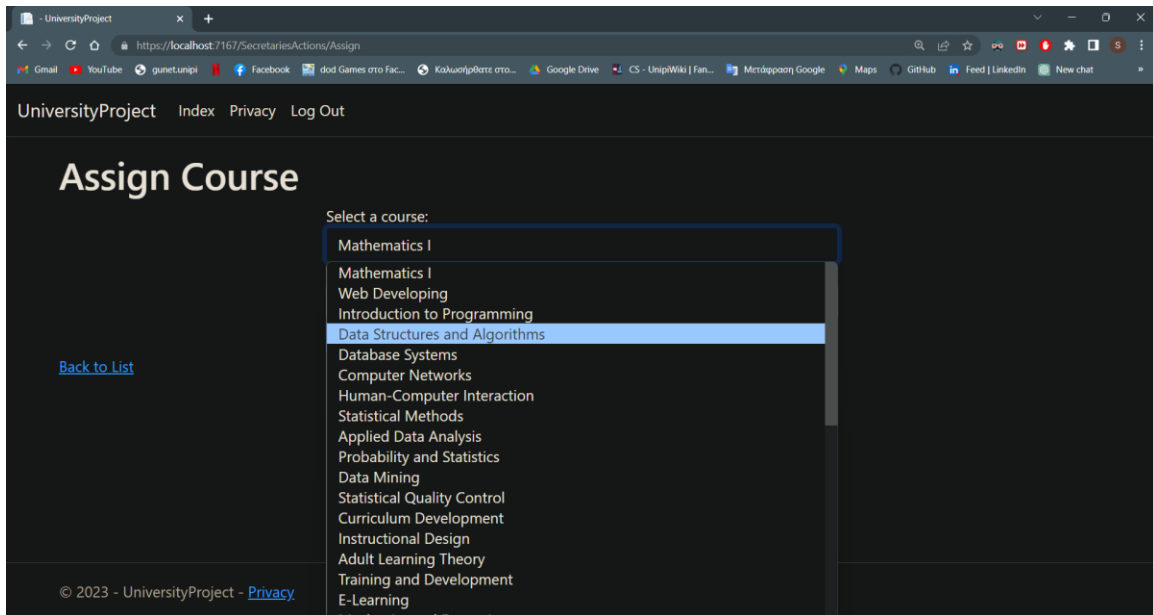 - UniversityProject
https://localhost:7167/SecretariesActions/Assign
Gmail YouTube gunet.unipi Facebook dod Games στο Fac... Καλωσήρθατε στο... Google Drive CS - UnipiWiki | Fan... Μετάφραση Google Maps GitHub Feed | LinkedIn New chat »
UniversityProject Index Privacy Log Out
Assign Course
Select a course:
Mathematics I
Mathematics I
Web Developing
Introduction to Programming
Data Structures and Algorithms
Database Systems
Computer Networks
Human-Computer Interaction
Statistical Methods
Applied Data Analysis
Probability and Statistics
Data Mining
Statistical Quality Control
Curriculum Development
Instructional Design
Adult Learning Theory
Training and Development
E-Learning
Back to List
© 2023 - UniversityProject - Privacy